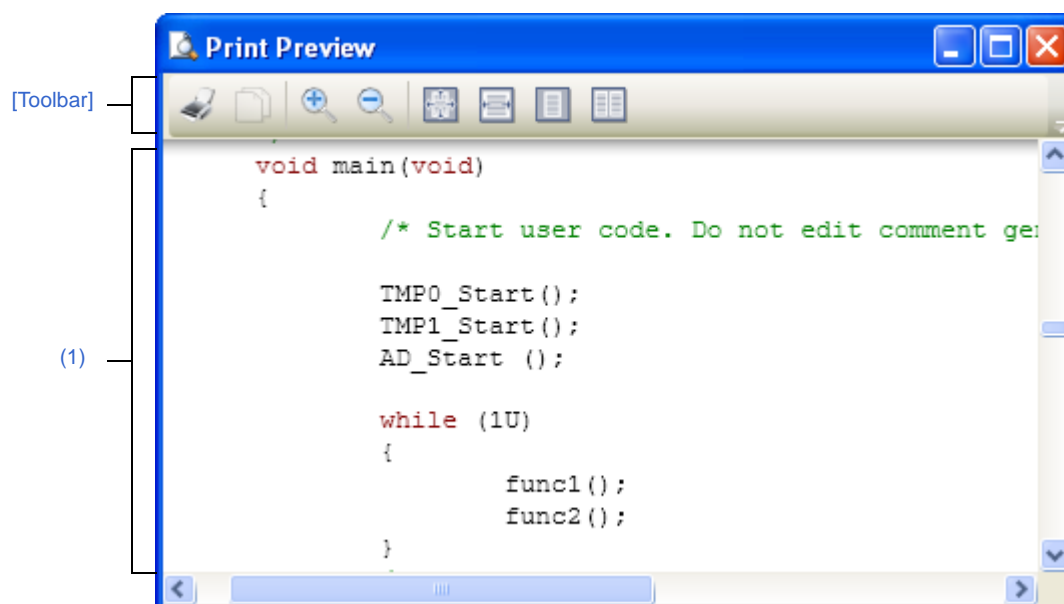 Print Preview
[Toolbar]
void main(void)
{
/* Start user code. Do not edit comment
TMP0_Start();
TMP1_Start();
AD_Start ();
(1)
while (1U)
{
func1();
func2();
}